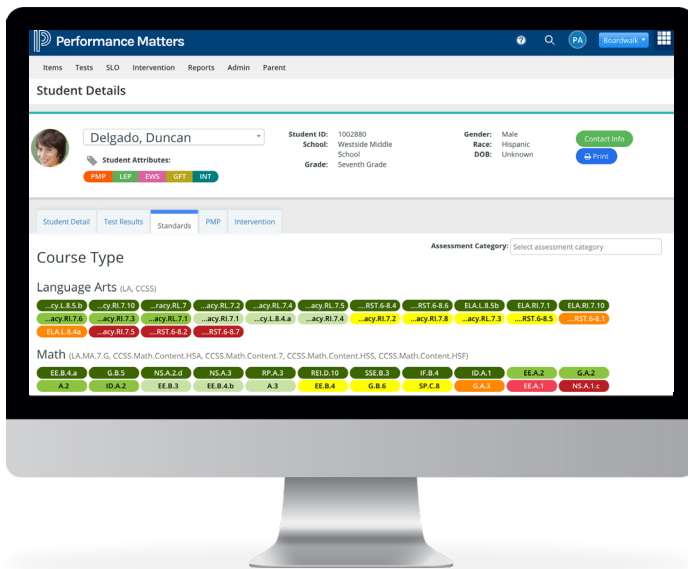 Performance Matters
? PA Boardwalk
Items Tests SLO Intervention Reports Admin Parent
Student Details
Delgado, Duncan
Student Attributes:
PMP LEP EWS GFT INT
Student ID: 1002880
School: Westside Middle School
Grade: Seventh Grade
Gender: Male
Race: Hispanic
DOB: Unknown
Contact Info
Print
Student Detail Test Results Standards PMP Intervention
Assessment Category: Select assessment category
Course Type
Language Arts (LA, CCSS)
...cy.L.8.5.b ...cy.RI.7.10 ...racy.RL.7 ...acy.RL.7.2 ...acy.RL.7.4 ...acy.RL.7.5 ....RST.6-8.4 ....RST.6-8.6 ELA.L.8.5b ELA.RI.7.1 ELA.RI.7.10
...acy.RI.7.6 ...acy.RI.7.3 ...acy.RL.7.1 ...acy.RI.7.1 ...cy.L.8.4.a ...acy.RI.7.4 ...acy.RI.7.2 ...acy.RI.7.8 ...acy.RL.7.3 ....RST.6-8.5 ....RST.6-8.1
ELA.L.8.4a ...acy.RI.7.5 ....RST.6-8.2 ....RST.6-8.7
Math (LA.MA.7.G, CCSS.Math.Content.HSA, CCSS.Math.Content.7, CCSS.Math.Content.HSS, CCSS.Math.Content.HSF)
EE.B.4.a G.B.5 NS.A.2.d NS.A.3 RP.A.3 REI.D.10 SSE.B.3 IF.B.4 ID.A.1 EE.A.2 G.A.2
A.2 ID.A.2 EE.B.3 EE.B.4.b A.3 EE.B.4 G.B.6 SP.C.8 G.A.3 EE.A.1 NS.A.1.c